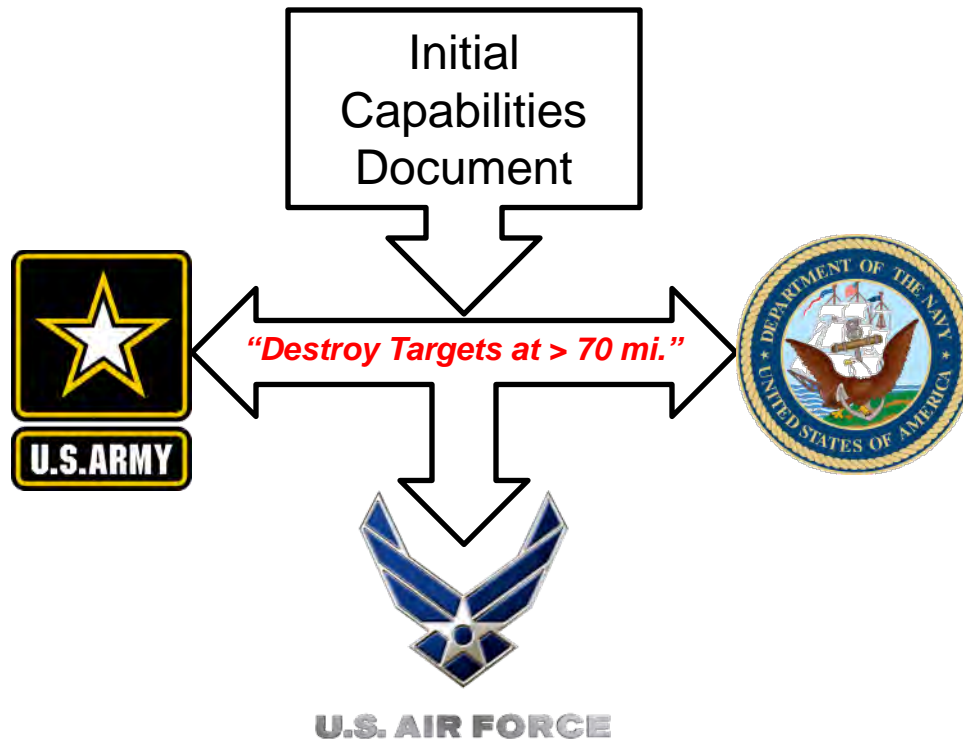 Initial
Capabilities
Document
“Destroy Targets at > 70 mi.”
U.S.ARMY
DEPARTMENT OF THE NAVY
UNITED STATES OF AMERICA
U.S. AIR FORCE